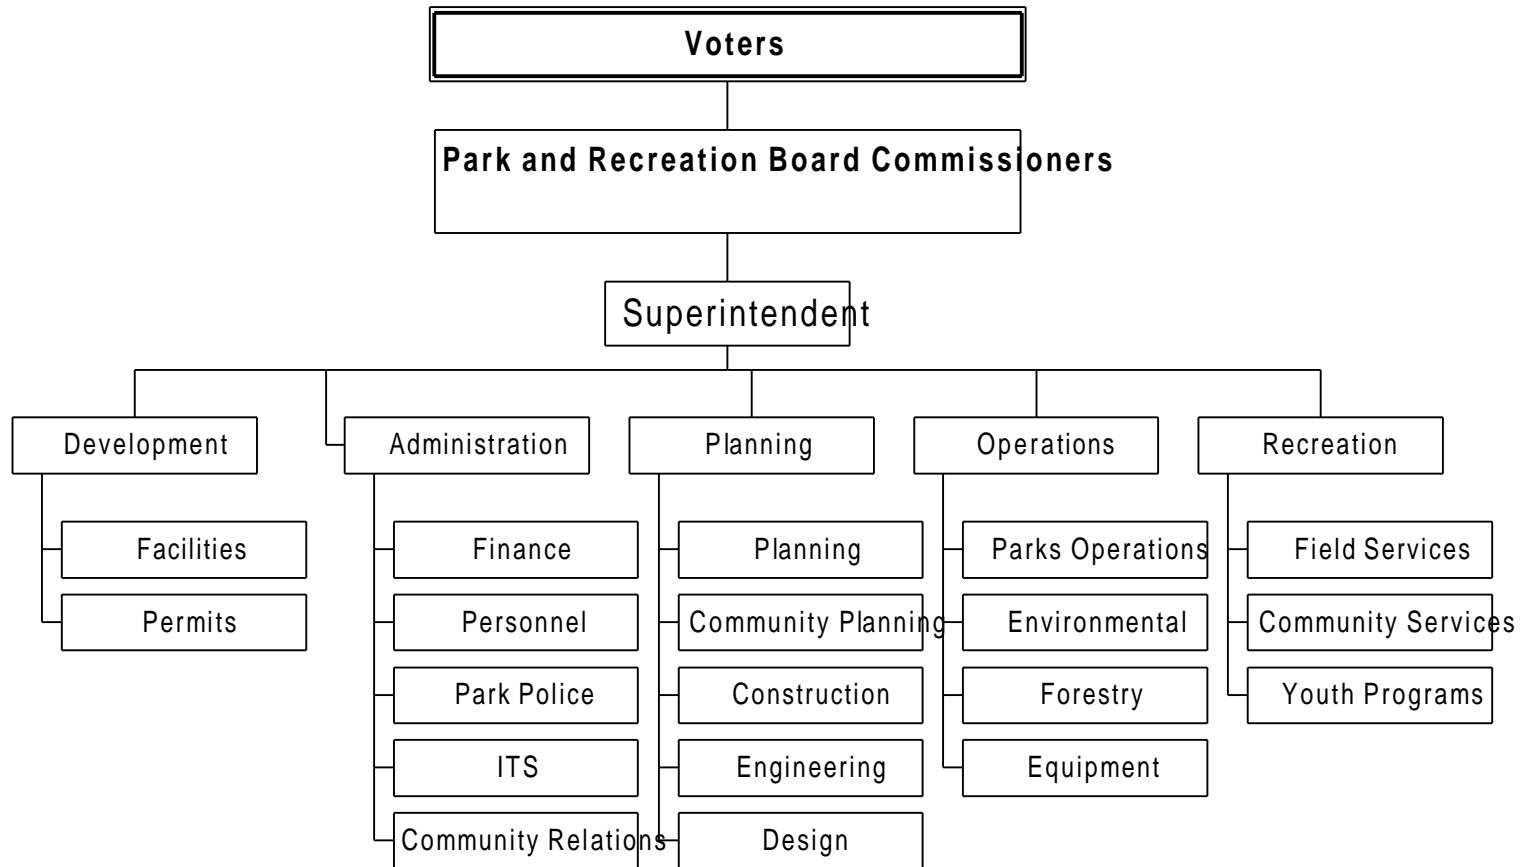 Voters
Park and Recreation Board Commissioners
Superintendent
Development
Administration
Planning
Operations
Recreation
Facilities
Permits
Finance
Personnel
Park Police
ITS
Community Relations
Planning
Community Planning
Construction
Engineering
Design
Parks Operations
Environmental
Forestry
Equipment
Field Services
Community Services
Youth Programs